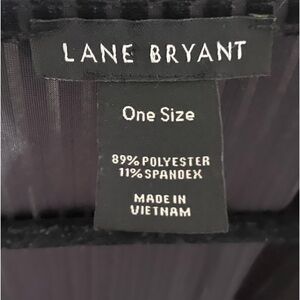 LANE BRYANT
One Size
89% POLYESTER
11% SPANDEX
MADE IN
VIETNAM